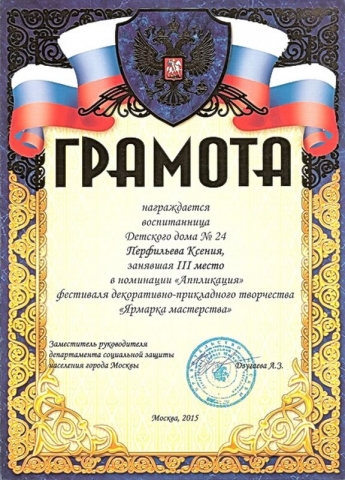 ГРАМОТА
награждается
воспитанница
Детского дома № 24
Перфильева Ксения,
занявшая III место
в номинации «Аппликация»
фестиваля декоративно-прикладного творчества
«Ярмарка мастерства»
Заместитель руководителя
департамента социальной защиты
населения города Москвы
Дзугаева А.З.
Москва, 2015